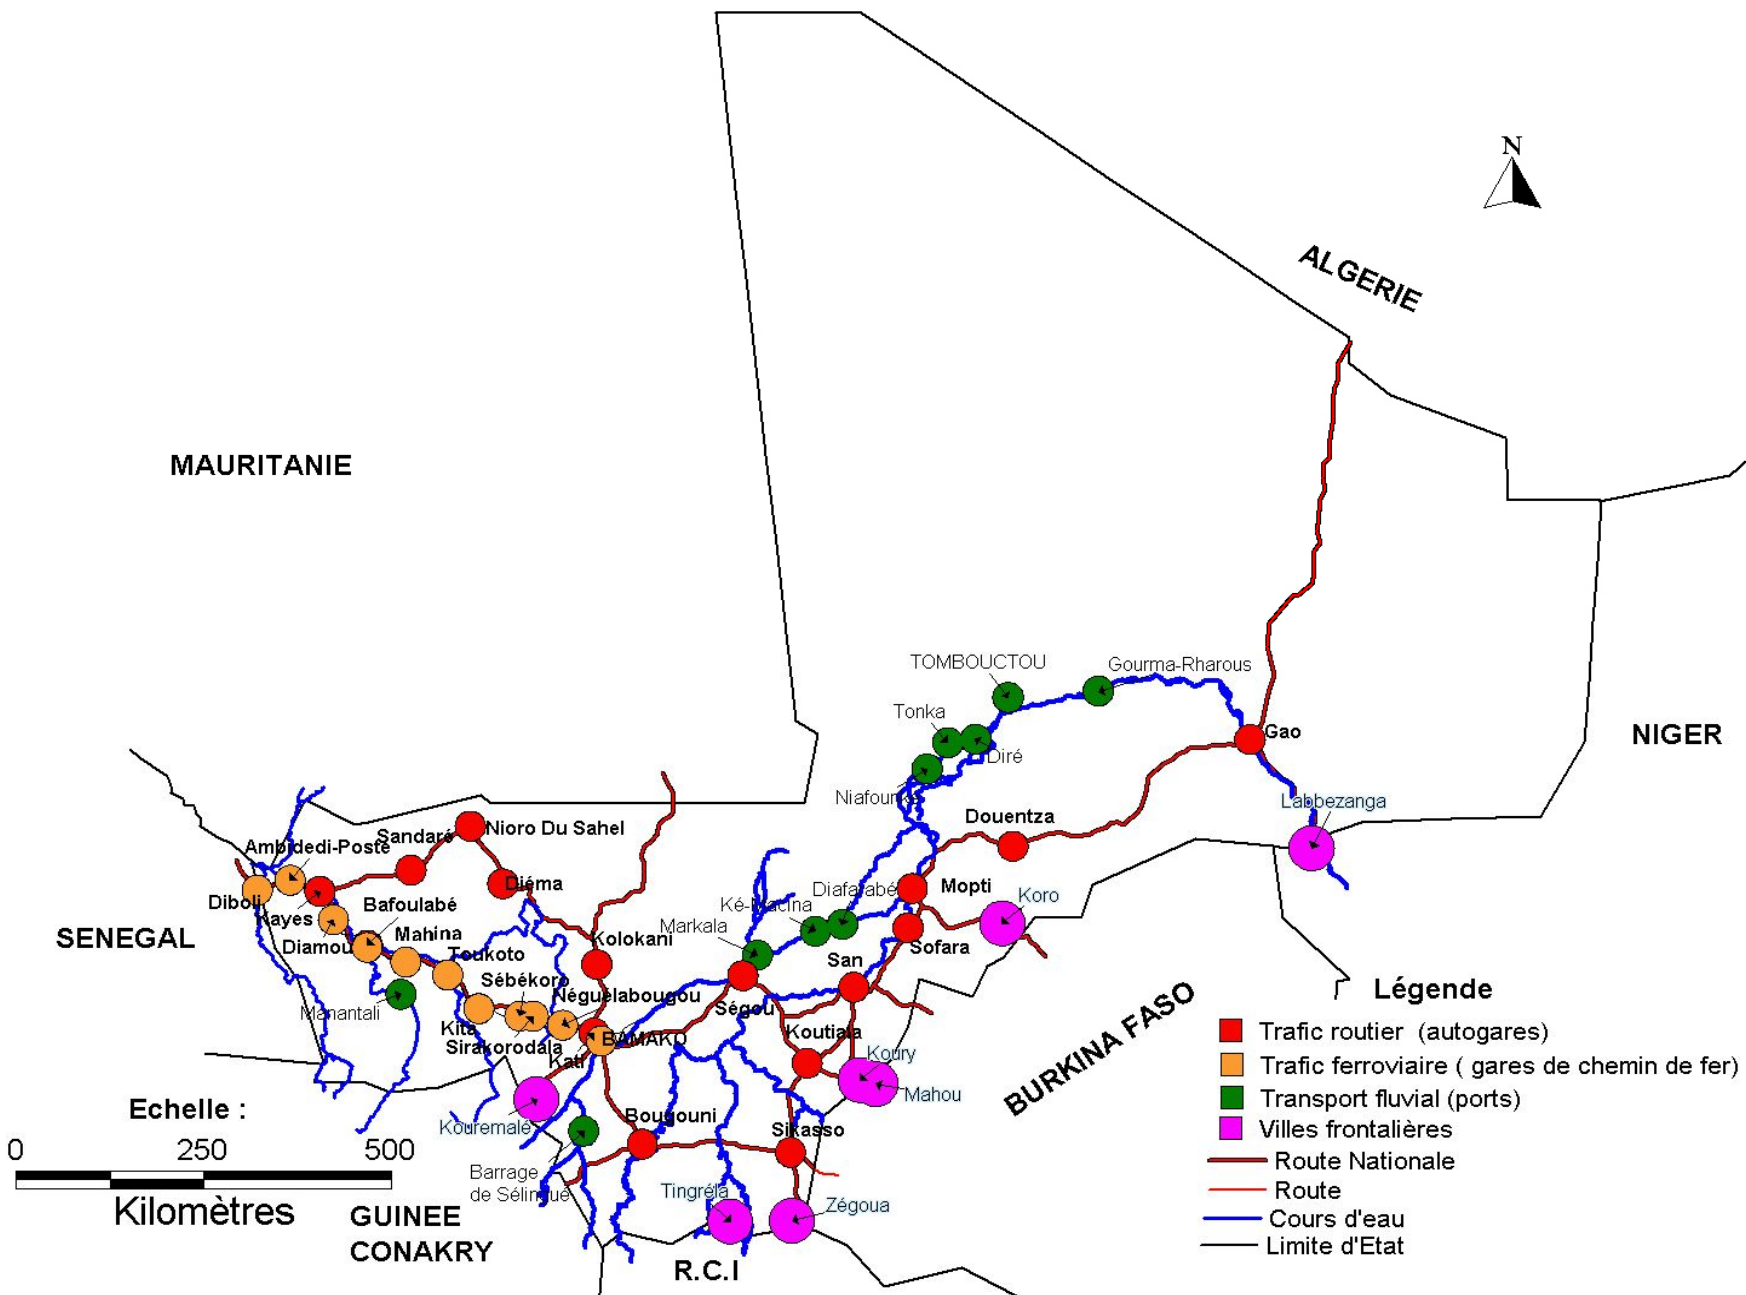 N
ALGERIE
MAURITANIE
TOMBOUCTOU
Gourma-Rharous
Tonka
Gao
NIGER
Diré
Niafounké
Labbezanga
Douentza
Nioro Du Sahel
Sandaré
Ambidedi-Poste
Diéma
Diafarabé
Mopti
Koro
Diboli
Kayes
Bafoulabé
Ké-Macina
Markala
SENEGAL
Diamou
Mahina
Toukoto
Kolokani
Sofara
San
Sébékoro
Néguélabougou
Ségou
Manantali
Kita
Sirakorodala
Kati
BAMAKO
Koutiala
Koury
Mahou
BURKINA FASO
Légende
Trafic routier (autogares)
Trafic ferroviaire ( gares de chemin de fer)
Transport fluvial (ports)
Villes frontalières
Route Nationale
Route
Cours d'eau
Limite d'Etat
Echelle :
0 250 500
Kilomètres
Kouremalé
Bougouni
Sikasso
Barrage
de Sélingué
Tingréla
Zégoua
GUINEE
CONAKRY
R.C.I